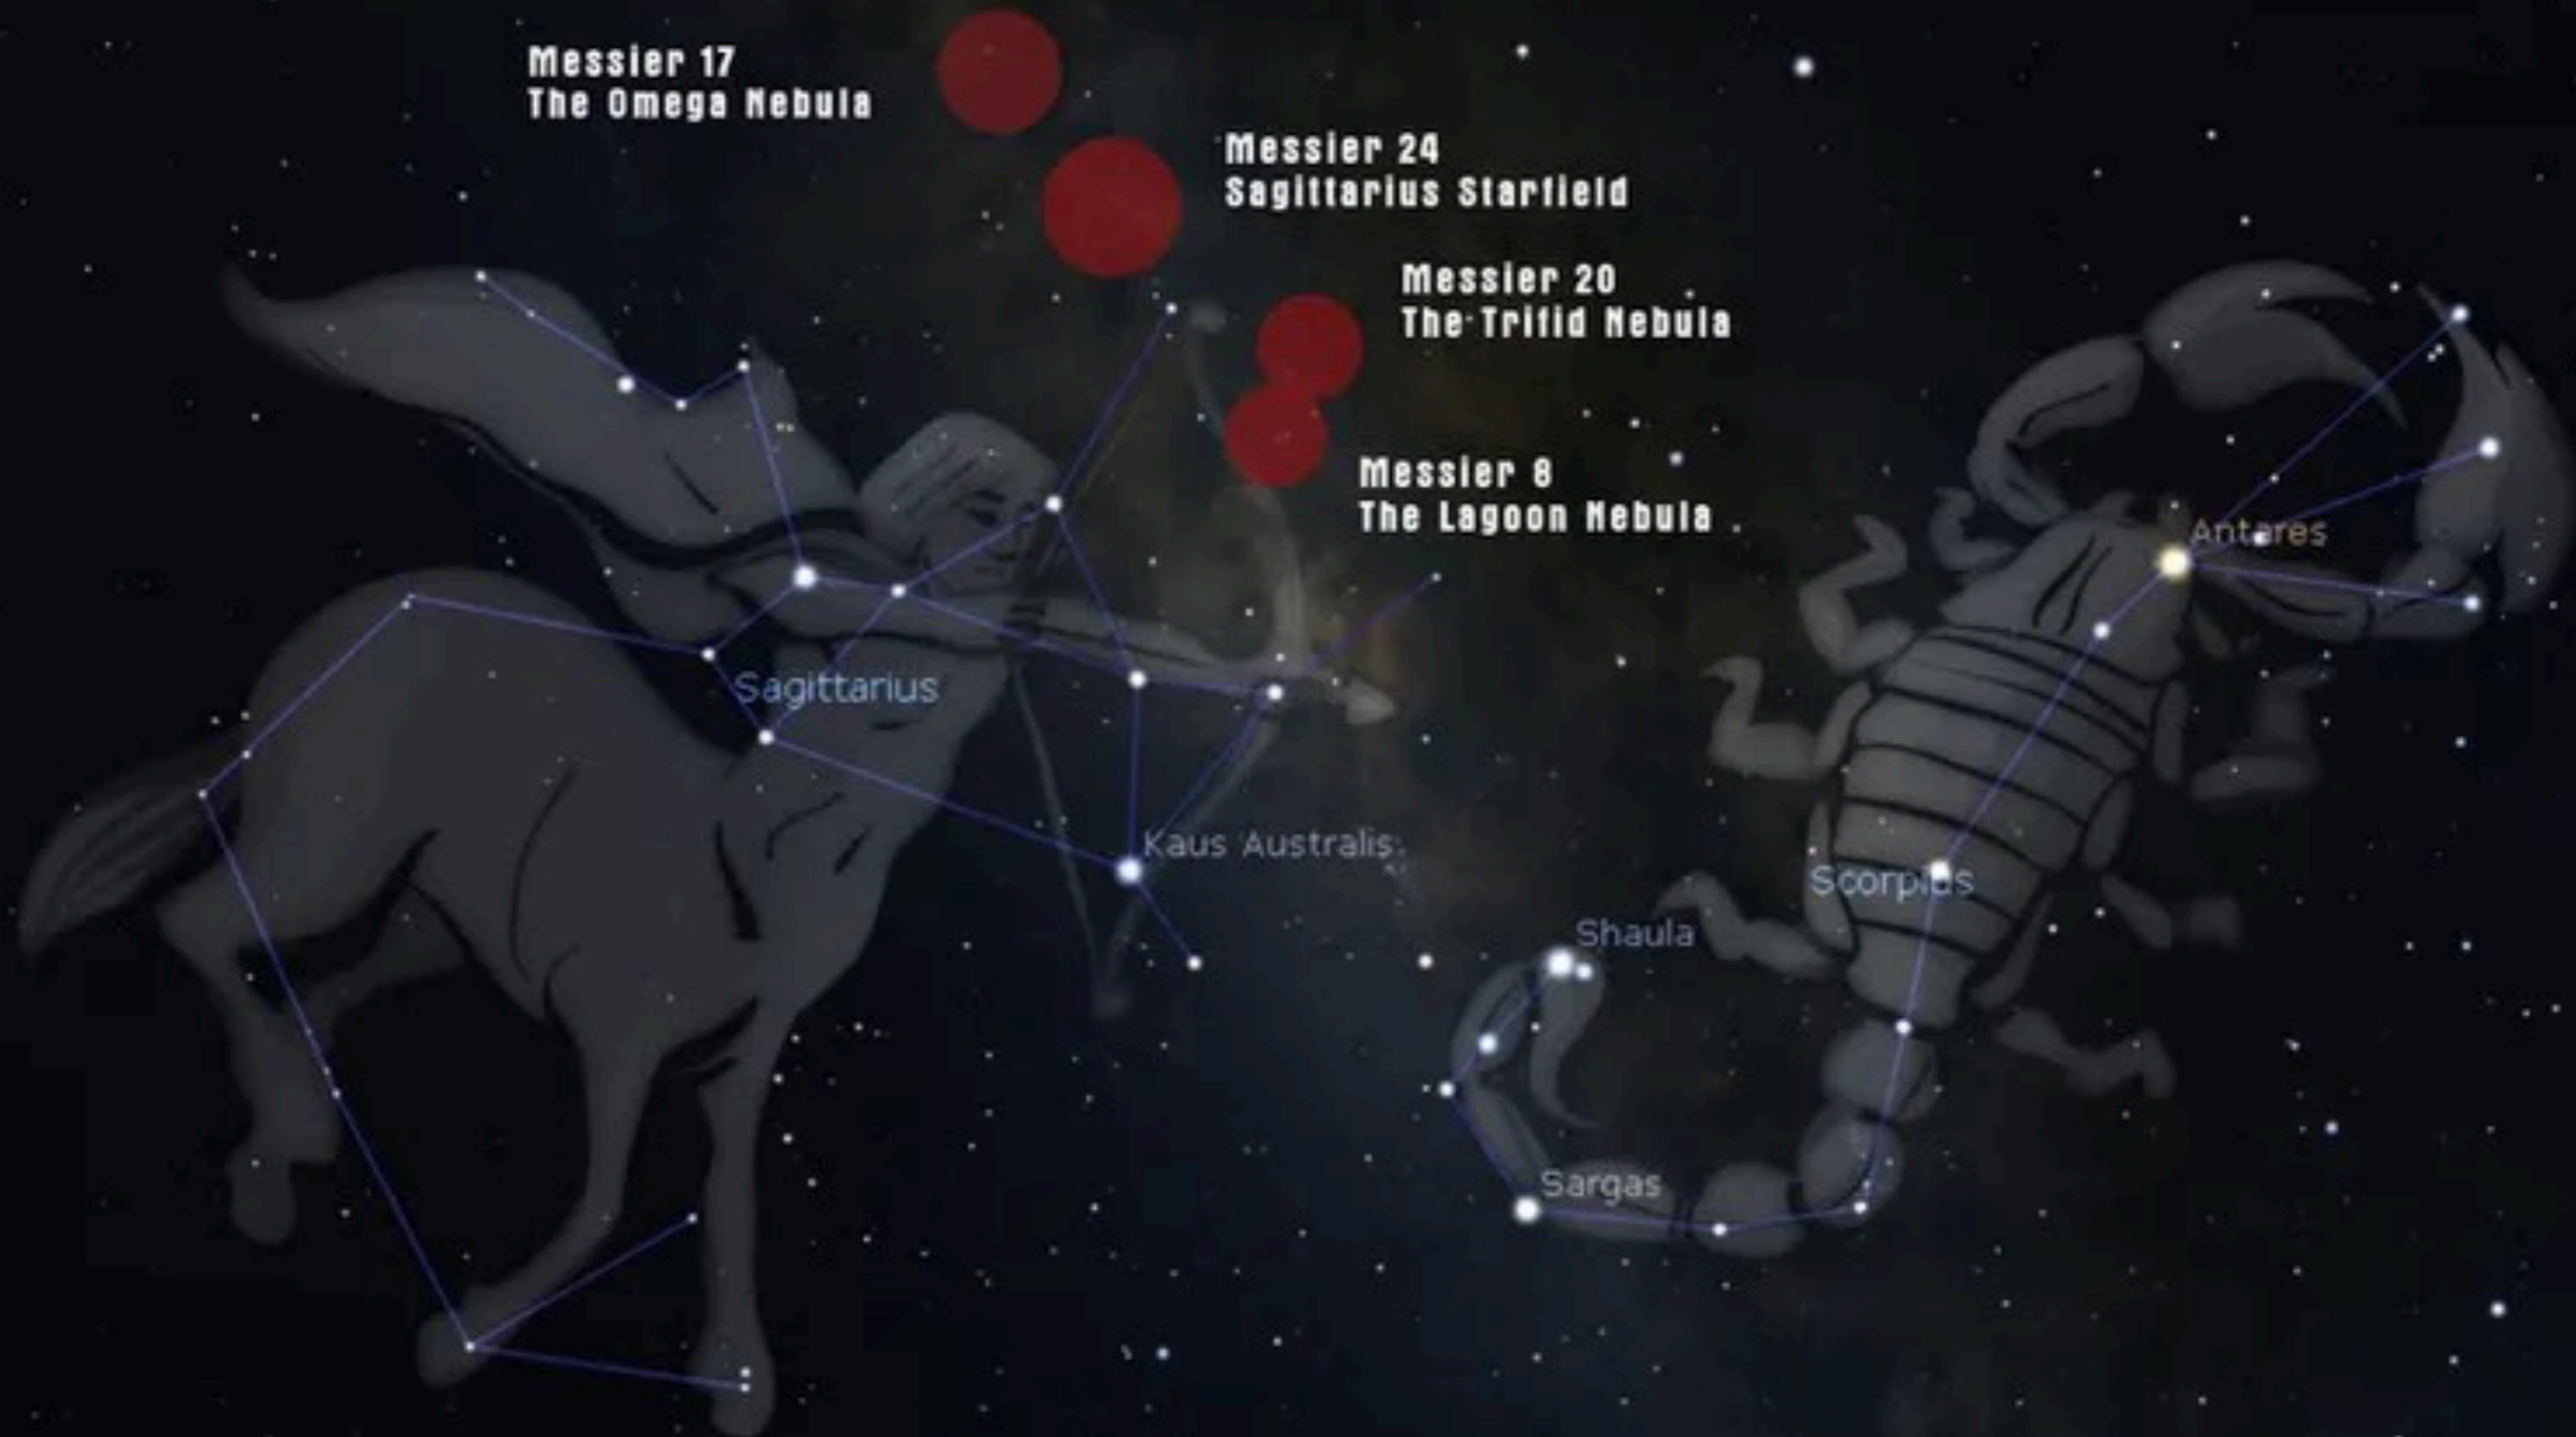 Messier 17
The Omega Nebula
Messier 24
Sagittarius Starfield
Messier 20
The Trifid Nebula
Messier 8
The Lagoon Nebula
Antares
Sagittarius
Kaus Australis
Scorpius
Shaula
Sargas